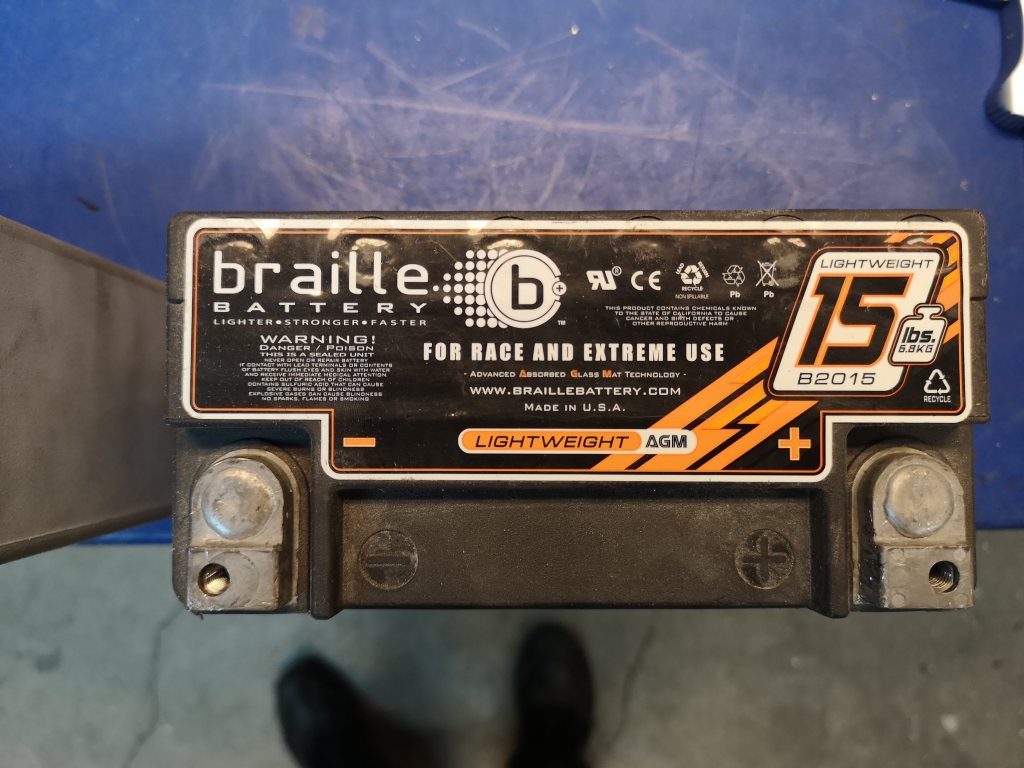 braille
BATTERY
LIGHTER • STRONGER • FASTER
b
+
™
WARNING!
DANGER / POISON
THIS IS A SEALED UNIT
NEVER OPEN OR REPAIR BATTERY
IF CONTACT WITH LEAD TERMINALS OR CONTENTS
OF BATTERY FLUSH EYES AND SKIN WITH WATER
AND RECEIVE IMMEDIATE MEDICAL ATTENTION
KEEP OUT OF REACH OF CHILDREN
CONTAINS SULFURIC ACID THAT CAN CAUSE
SEVERE BURNS OR BLINDNESS
EXPLOSIVE GASES CAN CAUSE BLINDNESS
NO SPARKS, FLAMES OR SMOKING
®
CE
RECYCLE
NON SPILLABLE
Pb
Pb
THIS PRODUCT CONTAINS CHEMICALS KNOWN
TO THE STATE OF CALIFORNIA TO CAUSE
CANCER AND BIRTH DEFECTS OR
OTHER REPRODUCTIVE HARM
FOR RACE AND EXTREME USE
- ADVANCED ABSORBED GLASS MAT TECHNOLOGY -
WWW.BRAILLEBATTERY.COM
MADE IN U.S.A.
LIGHTWEIGHT AGM
LIGHTWEIGHT
15
lbs.
6.8KG
B2015
RECYCLE
− +
− +